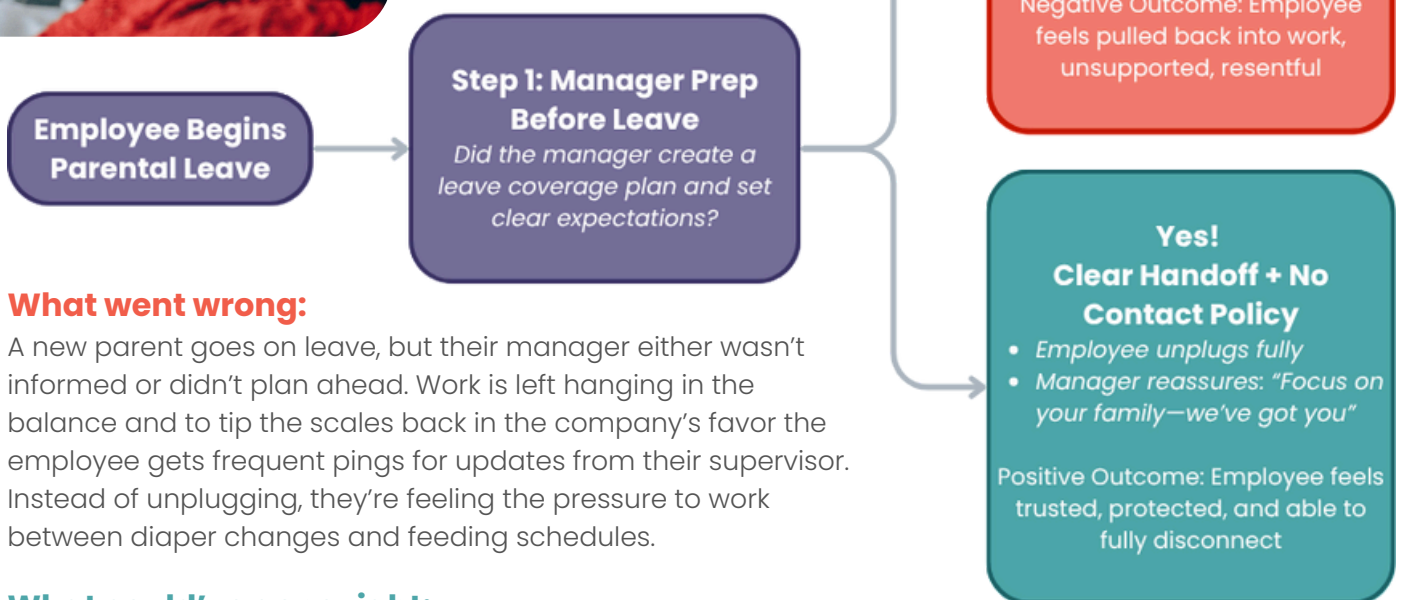 Employee Begins
Parental Leave
Step 1: Manager Prep
Before Leave
Did the manager create a
leave coverage plan and set
clear expectations?
Negative Outcome: Employee
feels pulled back into work,
unsupported, resentful
Yes!
Clear Handoff + No
Contact Policy
• Employee unplugs fully
• Manager reassures: “Focus on
your family—we’ve got you”
Positive Outcome: Employee feels
trusted, protected, and able to
fully disconnect
What went wrong:
A new parent goes on leave, but their manager either wasn’t
informed or didn’t plan ahead. Work is left hanging in the
balance and to tip the scales back in the company’s favor the
employee gets frequent pings for updates from their supervisor.
Instead of unplugging, they’re feeling the pressure to work
between diaper changes and feeding schedules.